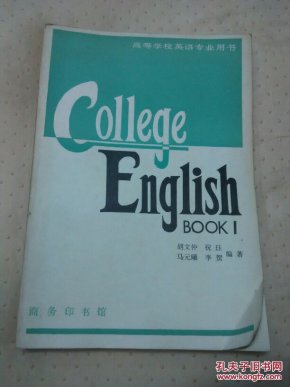 高等学校英语专业用书
College
English
BOOK I
胡文仲 祝珏
马元曦 李贺 编著
商务印书馆
孔夫子旧书网